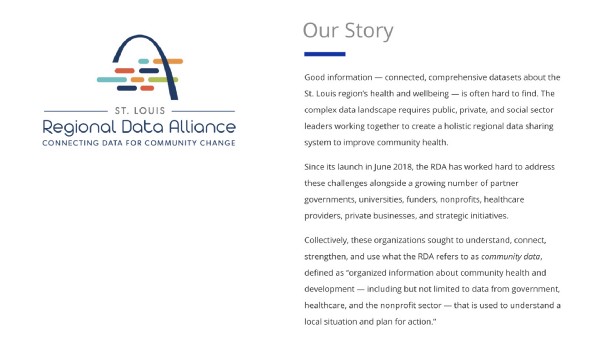 ST. LOUIS
Regional Data Alliance
CONNECTING DATA FOR COMMUNITY CHANGE
Our Story
Good information — connected, comprehensive datasets about the
St. Louis region's health and wellbeing — is often hard to find. The
complex data landscape requires public, private, and social sector
leaders working together to create a holistic regional data sharing
system to improve community health.
Since its launch in June 2018, the RDA has worked hard to address
these challenges alongside a growing number of partner
governments, universities, funders, nonprofits, healthcare
providers, private businesses, and strategic initiatives.
Collectively, these organizations sought to understand, connect,
strengthen, and use what the RDA refers to as community data,
defined as "organized information about community health and
development — including but not limited to data from government,
healthcare, and the nonprofit sector — that is used to understand a
local situation and plan for action."